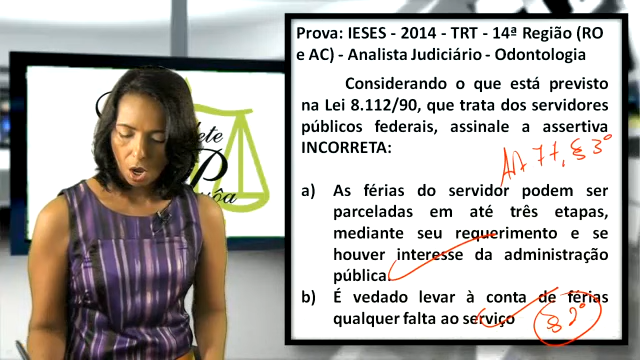 Prova: IESES - 2014 - TRT - 14ª Região (RO
e AC) - Analista Judiciário - Odontologia
Considerando o que está previsto
na Lei 8.112/90, que trata dos servidores
públicos federais, assinale a assertiva
INCORRETA:
Art 77, § 3º
a) As férias do servidor podem ser
parceladas em até três etapas,
mediante seu requerimento e se
houver interesse da administração
pública.
b) É vedado levar à conta de férias
qualquer falta ao serviço
§ 2º